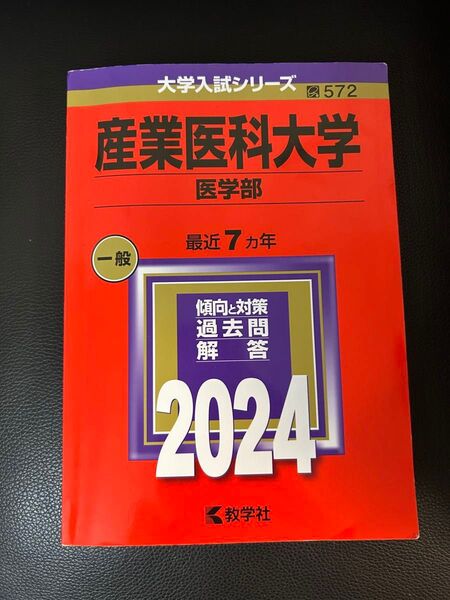 大学入試シリーズ
572
産業医科大学
医学部
最近7カ年
一般
傾向と対策
過去問
解答
2024
教学社